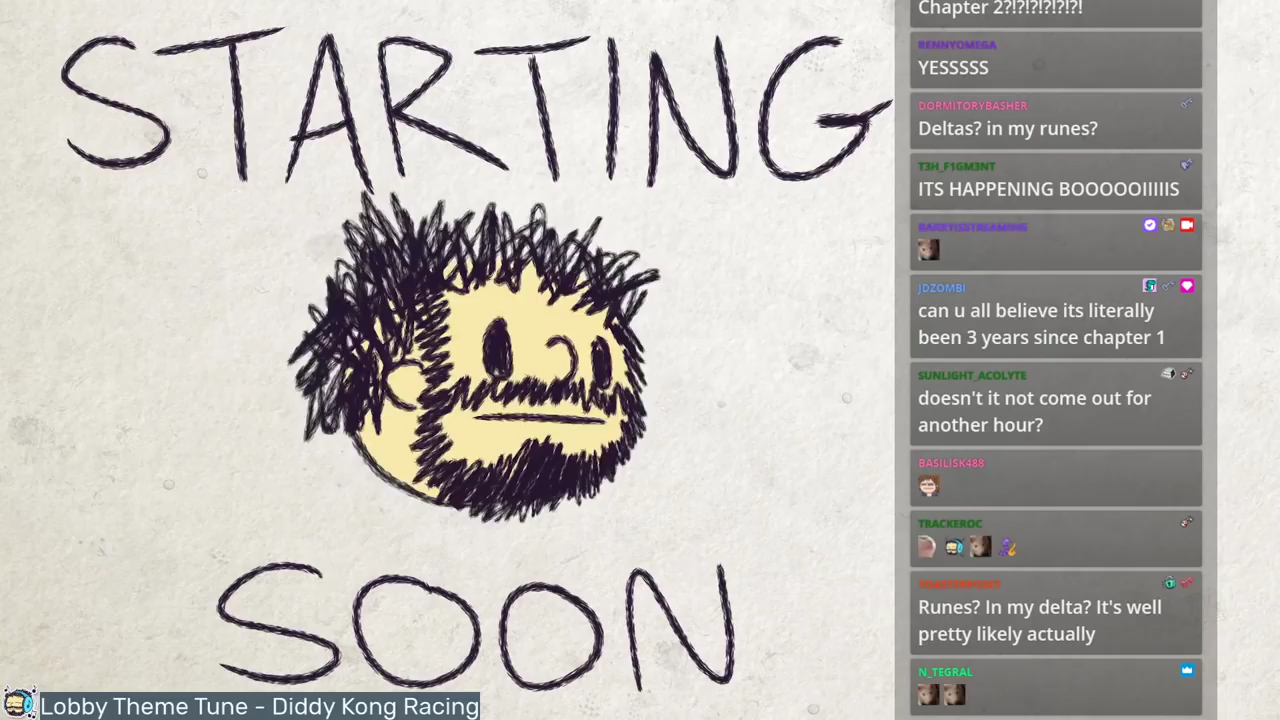 STARTING
SOON
Lobby Theme Tune - Diddy Kong Racing
Chapter 2?!?!?!?!?!?!
RENNYOMEGA
YESSSSS
DORMITORYBASHER
Deltas? in my runes?
T3H_F1GM3NT
ITS HAPPENING BOOOOOIIIIIS
BARRYISSTREAMING
JDZOMBI
can u all believe its literally
been 3 years since chapter 1
SUNLIGHT_ACOLYTE
doesn't it not come out for
another hour?
BASILISK488
TRACKEROC
Runes? In my delta? It's well
pretty likely actually
N_TEGRAL